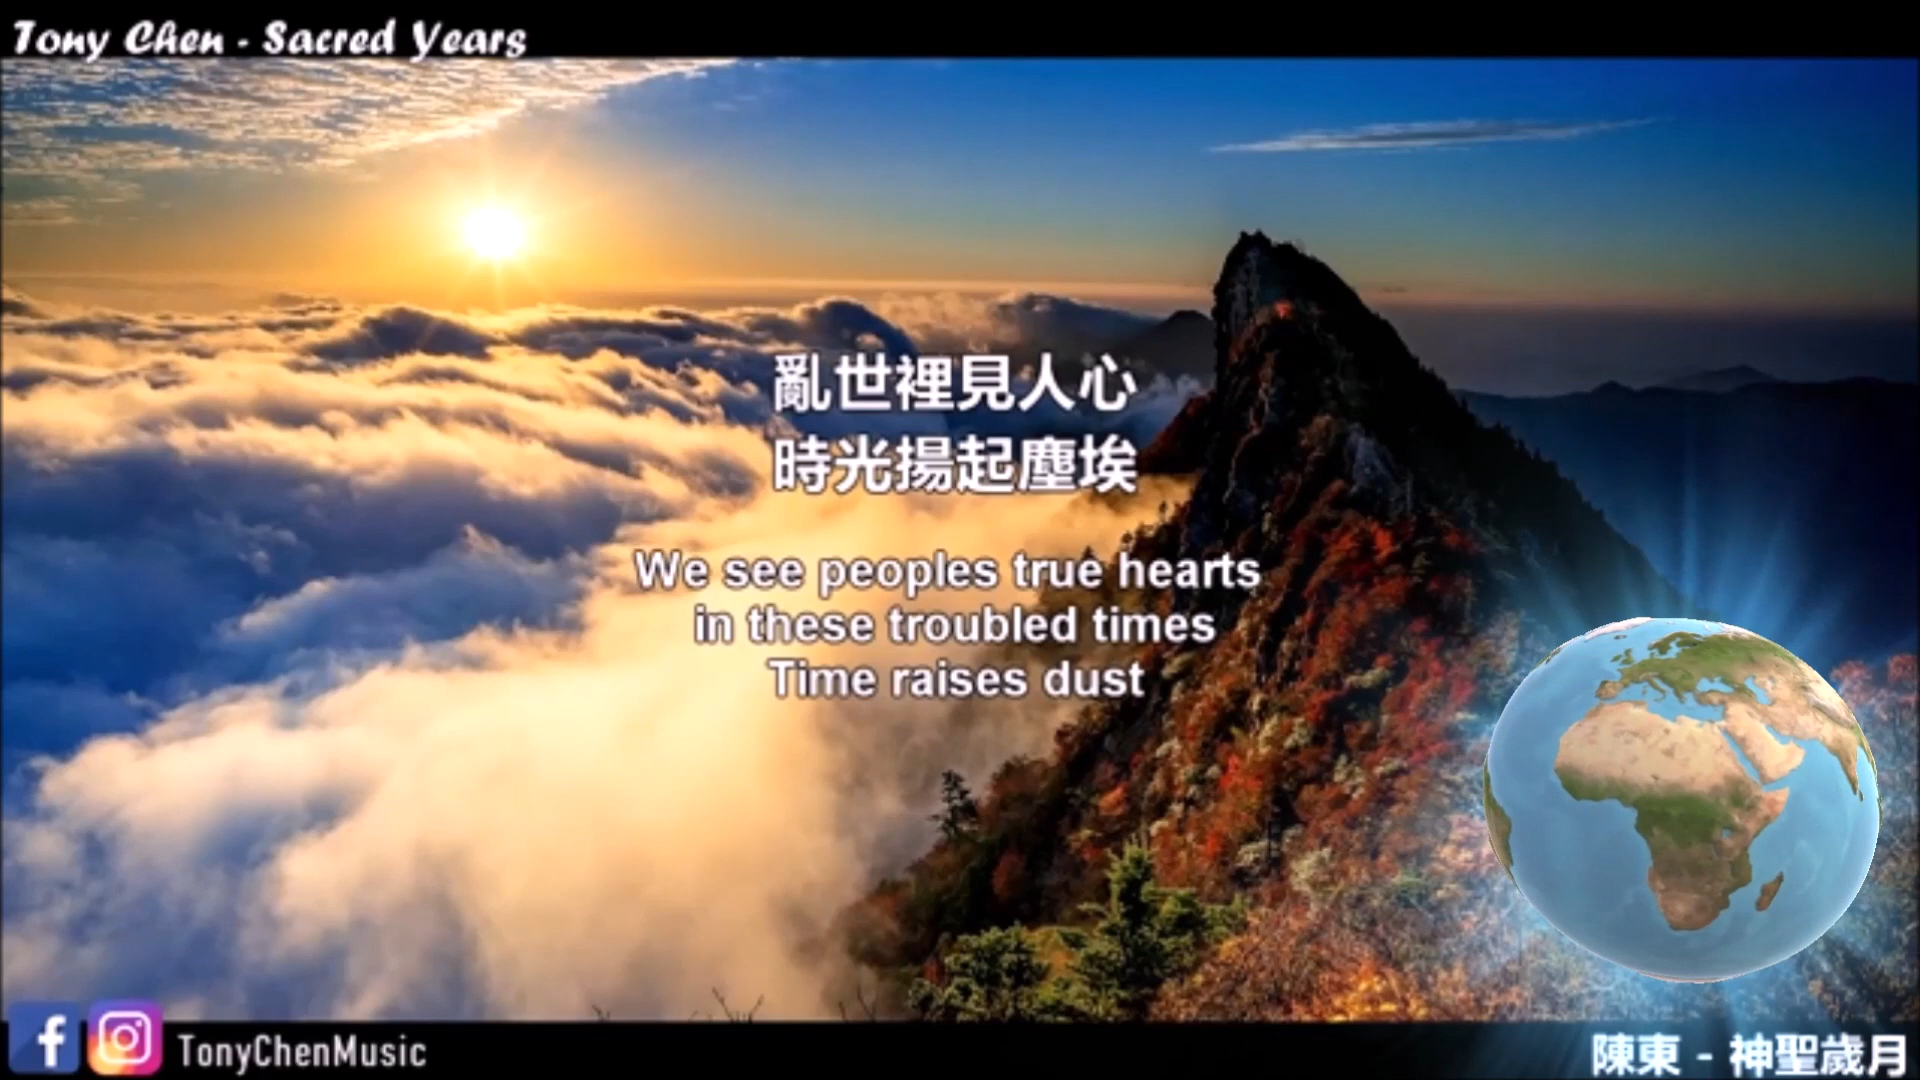 Tony Chen - Sacred Years
亂世裡見人心
時光揚起塵埃
We see peoples true hearts
in these troubled times
Time raises dust
TonyChenMusic
陳東 - 神聖歲月